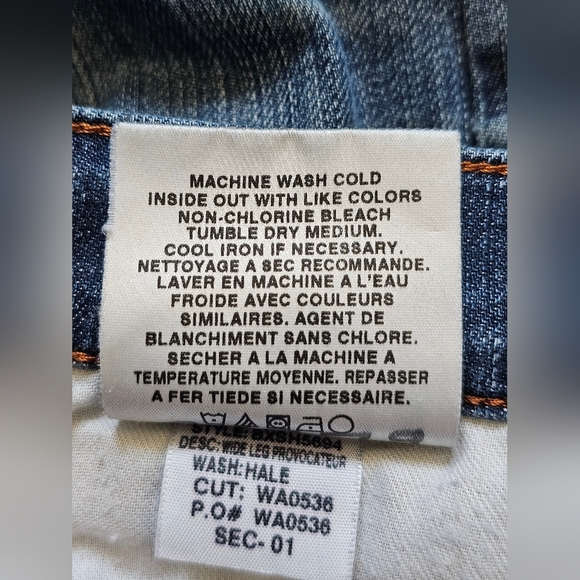 MACHINE WASH COLD
INSIDE OUT WITH LIKE COLORS
NON-CHLORINE BLEACH
TUMBLE DRY MEDIUM.
COOL IRON IF NECESSARY.
NETTOYAGE A SEC RECOMMANDE.
LAVER EN MACHINE A L'EAU
FROIDE AVEC COULEURS
SIMILAIRES. AGENT DE
BLANCHIMENT SANS CHLORE.
SECHER A LA MACHINE A
TEMPERATURE MOYENNE. REPASSER
A FER TIEDE SI NECESSAIRE.
STYLE: BXSH5694
DESC: WIDE LEG PROVOCATEUR
WASH: HALE
CUT: WA0536
P.O# WA0536
SEC- 01